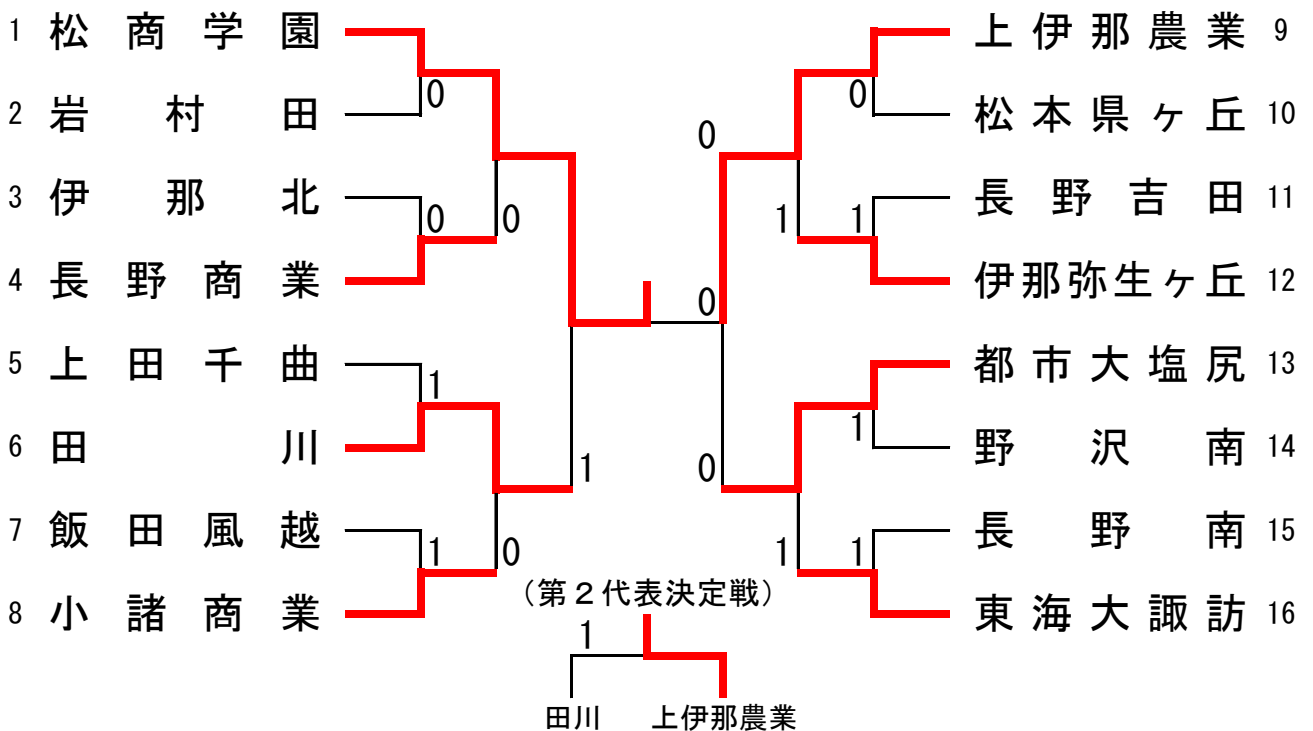 1 松商学園
0
2 岩村田
3 伊那北
0
0
4 長野商業
5 上田千曲
1
6 田川
1
7 飯田風越
1
0
8 小諸商業
上伊那農業 9
0
松本県ヶ丘 10
0
長野吉田 11
1
1
伊那弥生ヶ丘 12
0
都市大塩尻 13
1
野沢南 14
0
長野南 15
1
1
東海大諏訪 16
(第2代表決定戦)
1
田川 上伊那農業